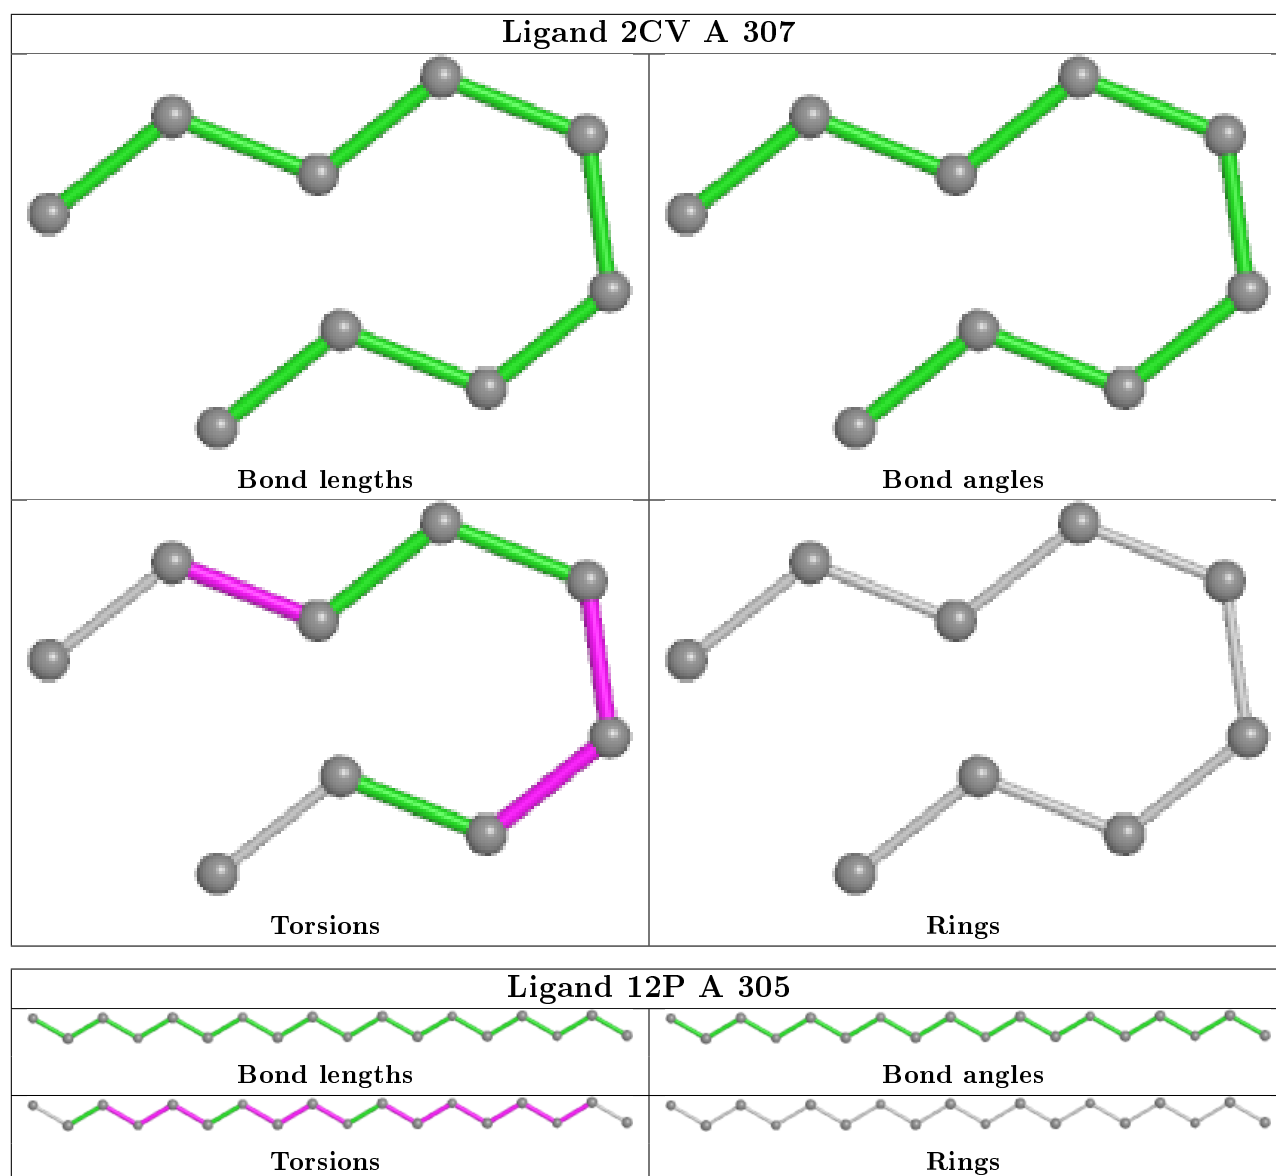 Ligand 2CV A 307
Bond lengths
Bond angles
Torsions
Rings
Ligand 12P A 305
Bond lengths
Bond angles
Torsions
Rings